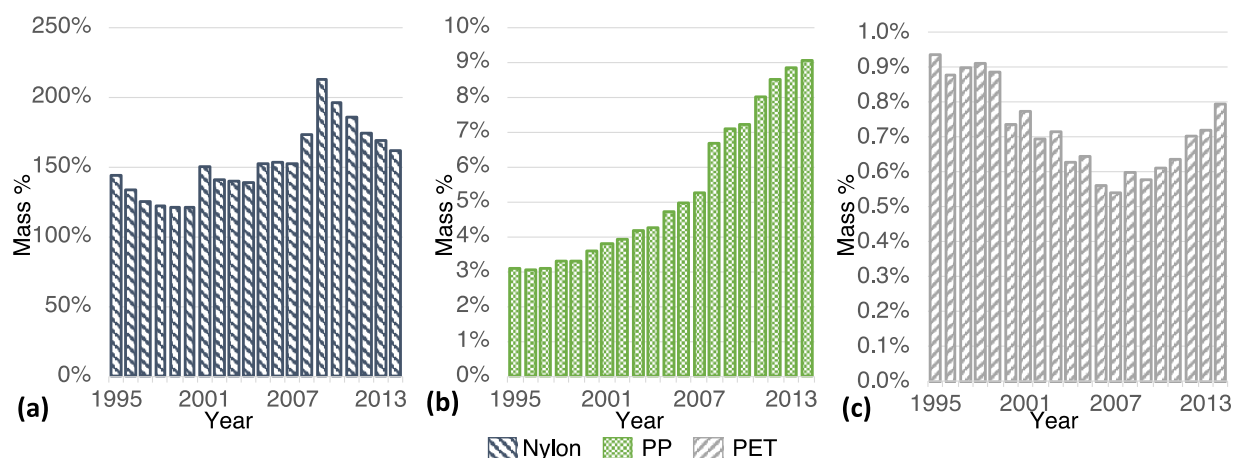 250%
200%
150%
100%
50%
0%
Mass %
1995 2001 2007 2013
Year
(a)
10%
9%
8%
7%
6%
5%
4%
3%
2%
1%
0%
Mass %
1995 2001 2007 2013
Year
(b)
1.0%
0.9%
0.8%
0.7%
0.6%
0.5%
0.4%
0.3%
0.2%
0.1%
0.0%
Mass %
1995 2001 2007 2013
Year
(c)
Nylon PP PET